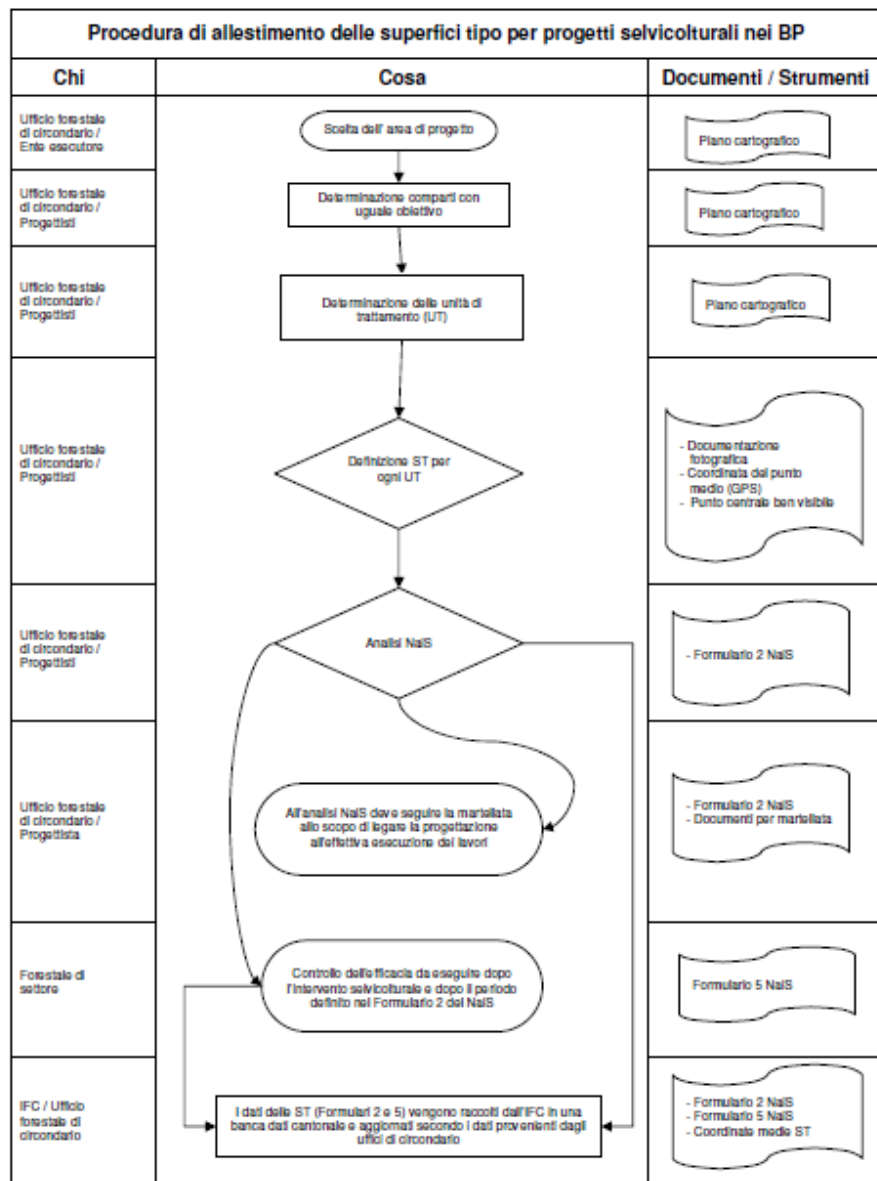 Procedura di allestimento delle superfici tipo per progetti selvicolturali nei BP
Chi
Cosa
Documenti / Strumenti
Ufficio forestale
di circondario /
Ente esecutore
Scelta dell' area di progetto
Plano cartografico
Ufficio forestale
di circondario /
Progettisti
Determinazione comparti con
uguale obiettivo
Plano cartografico
Ufficio forestale
di circondario /
Progettisti
Determinazione delle unità di
trattamento (UT)
Plano cartografico
Ufficio forestale
di circondario /
Progettisti
Definizione ST per
ogni UT
- Documentazione
fotografica
- Coordinata del punto
medio (GPS)
- Punto centrale ben visibile
Ufficio forestale
di circondario /
Progettisti
Analisi NaiS
- Formulario 2 NaiS
Ufficio forestale
di circondario /
Progettista
All'analisi NaiS deve seguire la martellata
allo scopo di legare la progettazione
all'effettiva esecuzione dei lavori
- Formulario 2 NaiS
- Documenti per martellata
Forestale di
settore
Controllo dell'efficacia da eseguire dopo
l'intervento selvicolturale e dopo il periodo
definito nel Formulario 2 del NaiS
Formulario 5 NaiS
IFC / Ufficio
forestale di
circondario
I dati delle ST (Formulari 2 e 5) vengono raccolti dall'IFC in una
banca dati cantonale e aggiornati secondo i dati provenienti dagli
uffici di circondario
- Formulario 2 NaiS
- Formulario 5 NaiS
- Coordinate medie ST